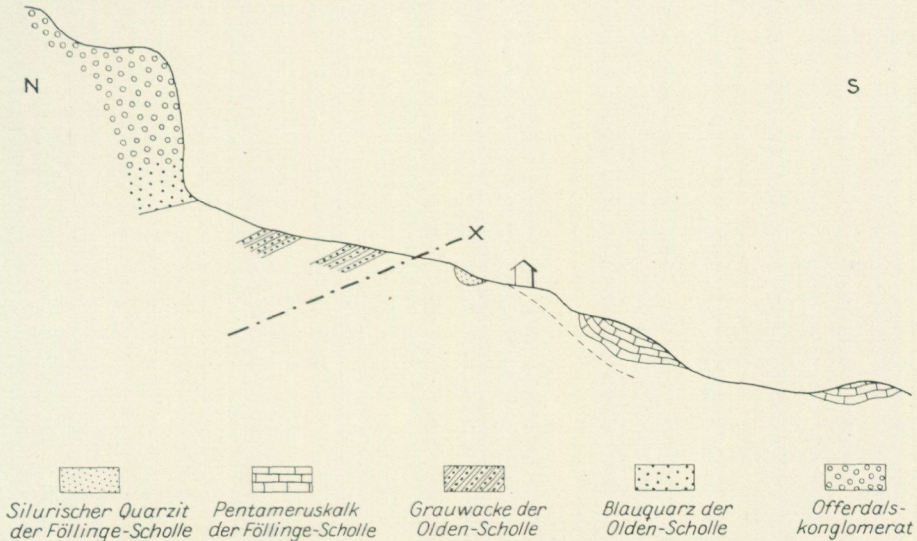 N
S
X
Silurischer Quarzit
der Föllinge-Scholle
Pentameruskalk
der Föllinge-Scholle
Grauwacke der
Olden-Scholle
Blauquarz der
Olden-Scholle
Offerdals-
konglomerat